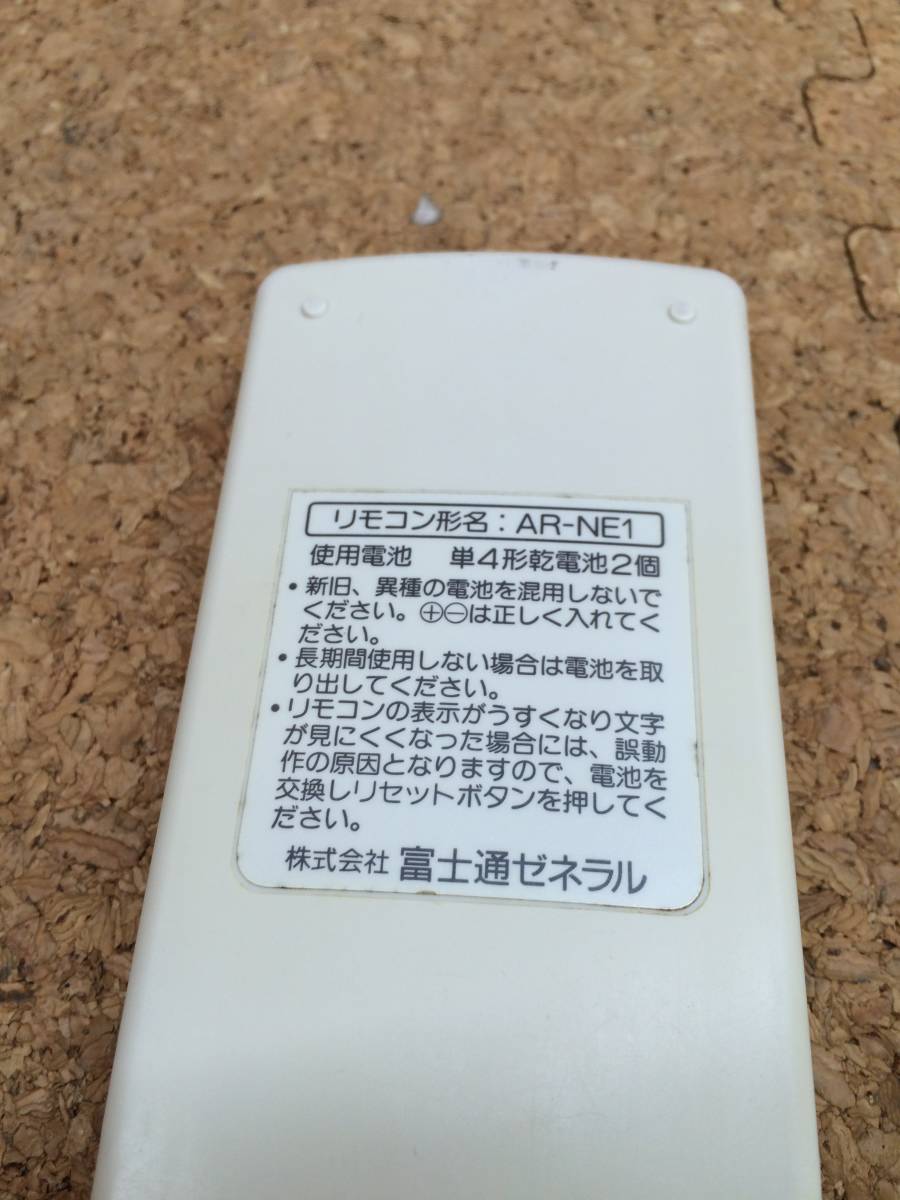 リモコン形名：AR-NE1
使用電池　単4形乾電池2個
・新旧、異種の電池を混用しないで
ください。⊕⊖は正しく入れてく
ださい。
・長期間使用しない場合は電池を取
り出してください。
・リモコンの表示がうすくなり文字
が見にくくなった場合には、誤動
作の原因となりますので、電池を
交換しリセットボタンを押してく
ださい。
株式会社 富士通ゼネラル